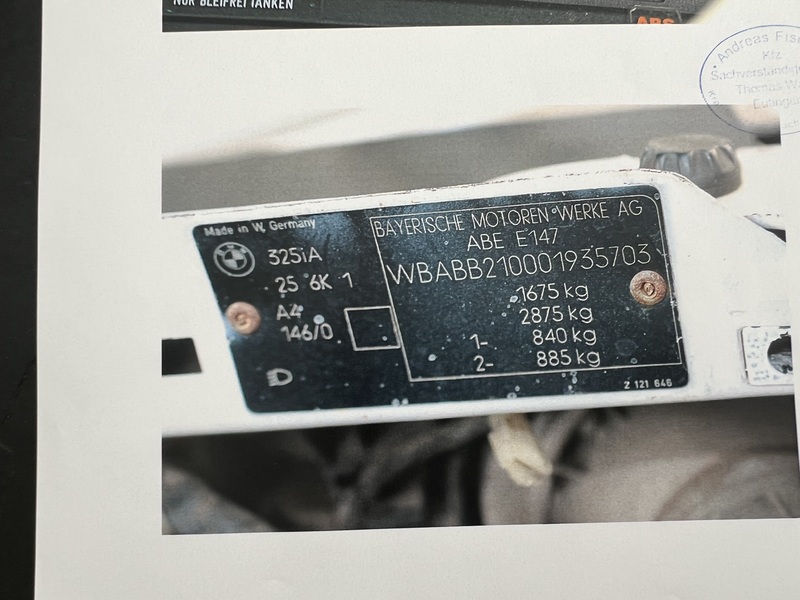 NUR BLEIFREI TANKEN
ABS
Andreas
Kfz
Sachverständige
Thomas
Made in W. Germany
BMW
325iA
25 6K 1
A4
146/0
BAYERISCHE MOTOREN WERKE AG
ABE E147
WBABB210001935703
1675 kg
2875 kg
1- 840 kg
2- 885 kg
Z 121 646